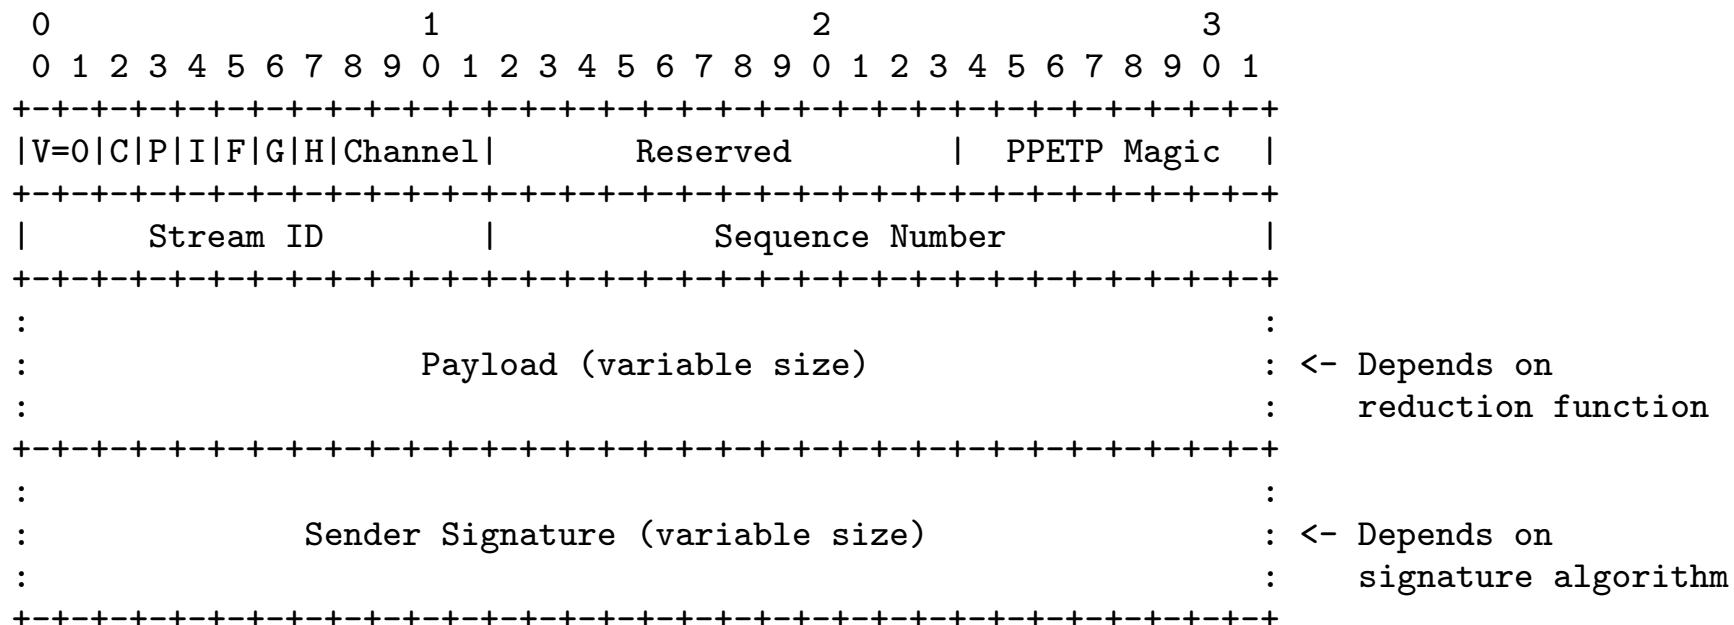 0                   1                   2                   3
 0 1 2 3 4 5 6 7 8 9 0 1 2 3 4 5 6 7 8 9 0 1 2 3 4 5 6 7 8 9 0 1
+-+-+-+-+-+-+-+-+-+-+-+-+-+-+-+-+-+-+-+-+-+-+-+-+-+-+-+-+-+-+-+-+
|V=0|C|P|I|F|G|H|Channel|       Reserved        |  PPETP Magic  |
+-+-+-+-+-+-+-+-+-+-+-+-+-+-+-+-+-+-+-+-+-+-+-+-+-+-+-+-+-+-+-+-+
|      Stream ID        |           Sequence Number             |
+-+-+-+-+-+-+-+-+-+-+-+-+-+-+-+-+-+-+-+-+-+-+-+-+-+-+-+-+-+-+-+-+
:                                                               :
:                    Payload (variable size)                    : <- Depends on
:                                                               :    reduction function
+-+-+-+-+-+-+-+-+-+-+-+-+-+-+-+-+-+-+-+-+-+-+-+-+-+-+-+-+-+-+-+-+
:                                                               :
:              Sender Signature (variable size)                 : <- Depends on
:                                                               :    signature algorithm
+-+-+-+-+-+-+-+-+-+-+-+-+-+-+-+-+-+-+-+-+-+-+-+-+-+-+-+-+-+-+-+-+